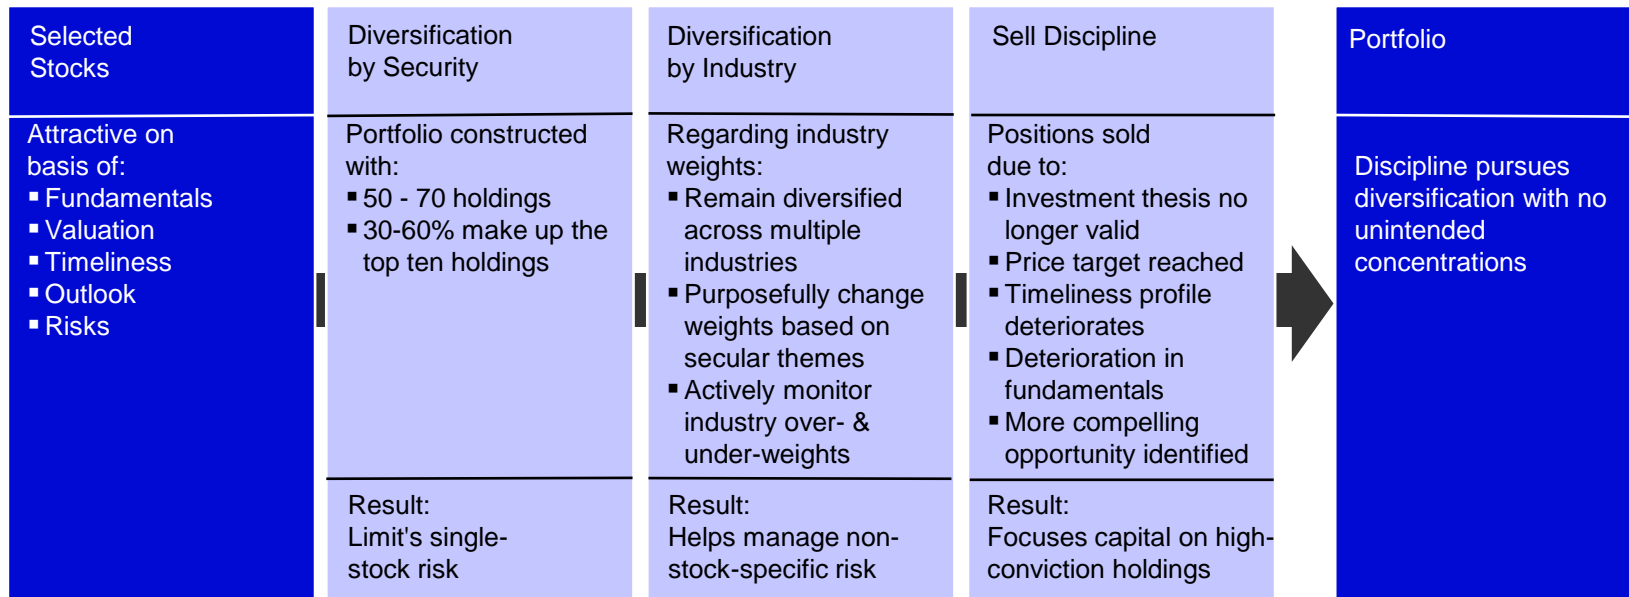 Selected
Stocks
Attractive on
basis of:
▪ Fundamentals
▪ Valuation
▪ Timeliness
▪ Outlook
▪ Risks
Diversification
by Security
Portfolio constructed
with:
▪ 50 - 70 holdings
▪ 30-60% make up the
top ten holdings
Result:
Limit's single-
stock risk
Diversification
by Industry
Regarding industry
weights:
▪ Remain diversified
across multiple
industries
▪ Purposefully change
weights based on
secular themes
▪ Actively monitor
industry over- &
under-weights
Result:
Helps manage non-
stock-specific risk
Sell Discipline
Positions sold
due to:
▪ Investment thesis no
longer valid
▪ Price target reached
▪ Timeliness profile
deteriorates
▪ Deterioration in
fundamentals
▪ More compelling
opportunity identified
Result:
Focuses capital on high-
conviction holdings
Portfolio
Discipline pursues
diversification with no
unintended
concentrations